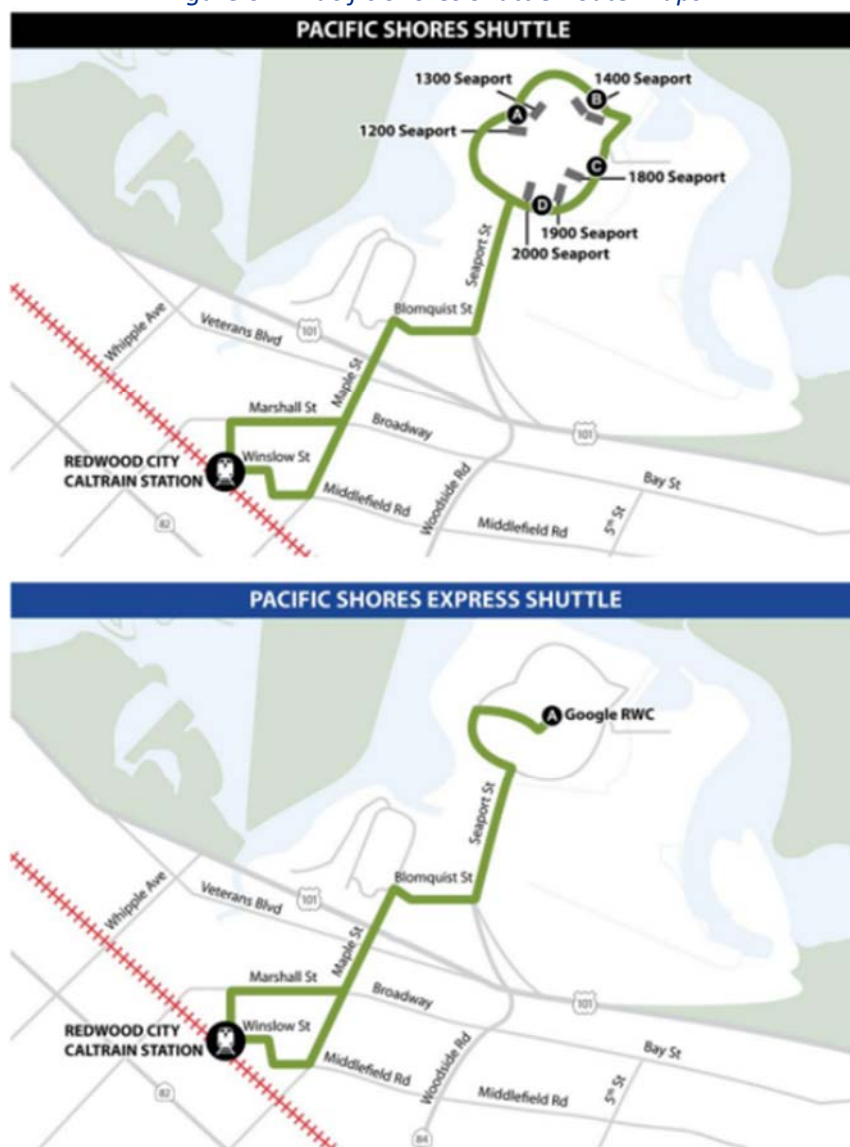 PACIFIC SHORES SHUTTLE
1300 Seaport
1400 Seaport
A
B
1200 Seaport
C
1800 Seaport
D
1900 Seaport
2000 Seaport
Seaport St
Blomquist St
Whipple Ave
Veterans Blvd
101
Maple St
Marshall St
Broadway
101
REDWOOD CITY
CALTRAIN STATION
Winslow St
Woodside Rd
Bay St
Middlefield Rd
Middlefield Rd
5th St
82
PACIFIC SHORES EXPRESS SHUTTLE
A Google RWC
Seaport St
Blomquist St
Whipple Ave
Veterans Blvd
101
Maple St
Marshall St
Broadway
101
REDWOOD CITY
CALTRAIN STATION
Winslow St
Woodside Rd
Bay St
Middlefield Rd
Middlefield Rd
5th St
82
84